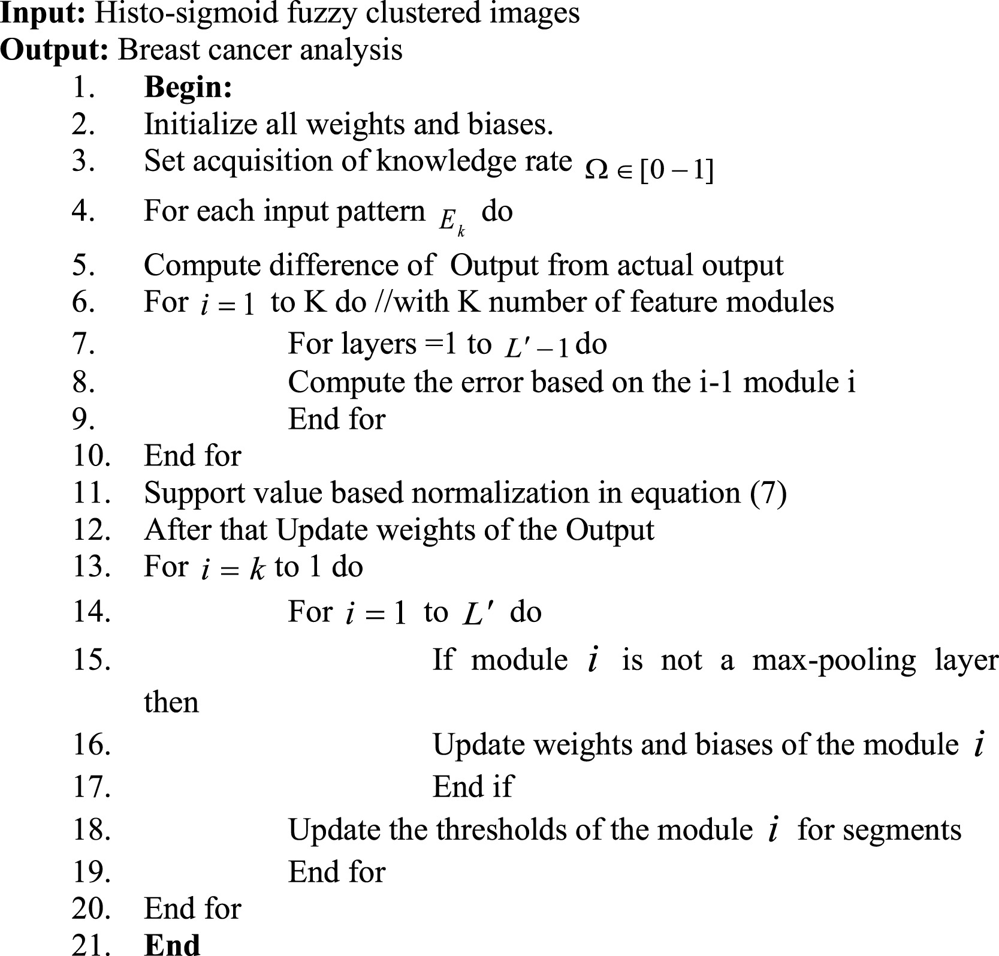 Input: Histo-sigmoid fuzzy clustered images
Output: Breast cancer analysis
1. Begin:
2. Initialize all weights and biases.
3. Set acquisition of knowledge rate Ω ∈ [0 − 1]
4. For each input pattern E_k do
5. Compute difference of Output from actual output
6. For i = 1 to K do //with K number of feature modules
7. For layers =1 to L′ − 1 do
8. Compute the error based on the i-1 module i
9. End for
10. End for
11. Support value based normalization in equation (7)
12. After that Update weights of the Output
13. For i = k to 1 do
14. For i = 1 to L′ do
15. If module i is not a max-pooling layer
then
16. Update weights and biases of the module i
17. End if
18. Update the thresholds of the module i for segments
19. End for
20. End for
21. End